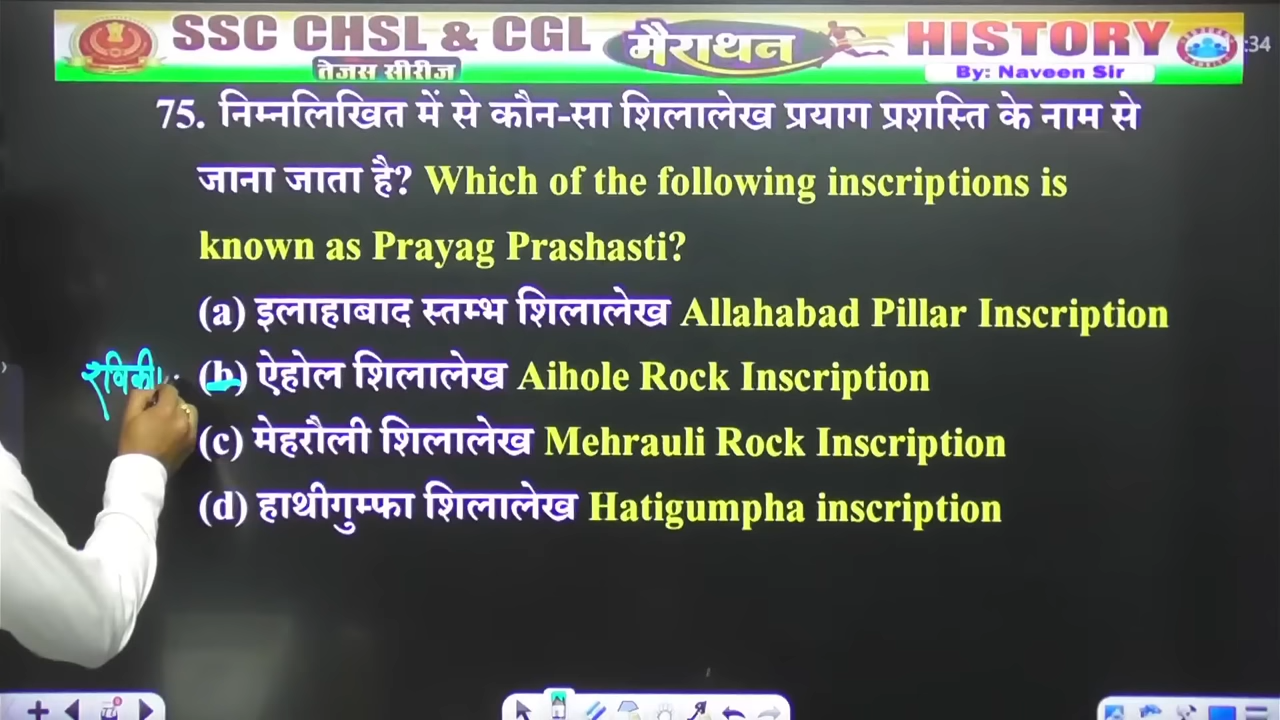 SSC CHSL & CGL मैराथन HISTORY :34
तेजस सीरीज By: Naveen Sir
75. निम्नलिखित में से कौन-सा शिलालेख प्रयाग प्रशस्ति के नाम से
जाना जाता है? Which of the following inscriptions is
known as Prayag Prashasti?
(a) इलाहाबाद स्तम्भ शिलालेख Allahabad Pillar Inscription
रविकी
(b) ऐहोल शिलालेख Aihole Rock Inscription
(c) मेहरौली शिलालेख Mehrauli Rock Inscription
(d) हाथीगुम्फा शिलालेख Hatigumpha inscription